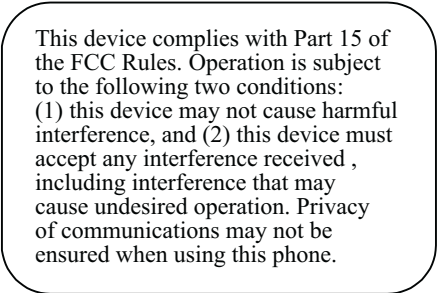 This device complies with Part 15 of
the FCC Rules. Operation is subject
to the following two conditions:
(1) this device may not cause harmful
interference, and (2) this device must
accept any interference received ,
including interference that may
cause undesired operation. Privacy
of communications may not be
ensured when using this phone.